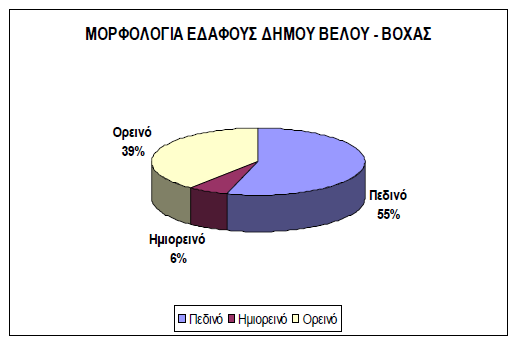 ΜΟΡΦΟΛΟΓΙΑ ΕΔΑΦΟΥΣ ΔΗΜΟΥ ΒΕΛΟΥ - ΒΟΧΑΣ
Ορεινό
39%
Πεδινό
55%
Ημιορεινό
6%
Πεδινό Ημιορεινό Ορεινό